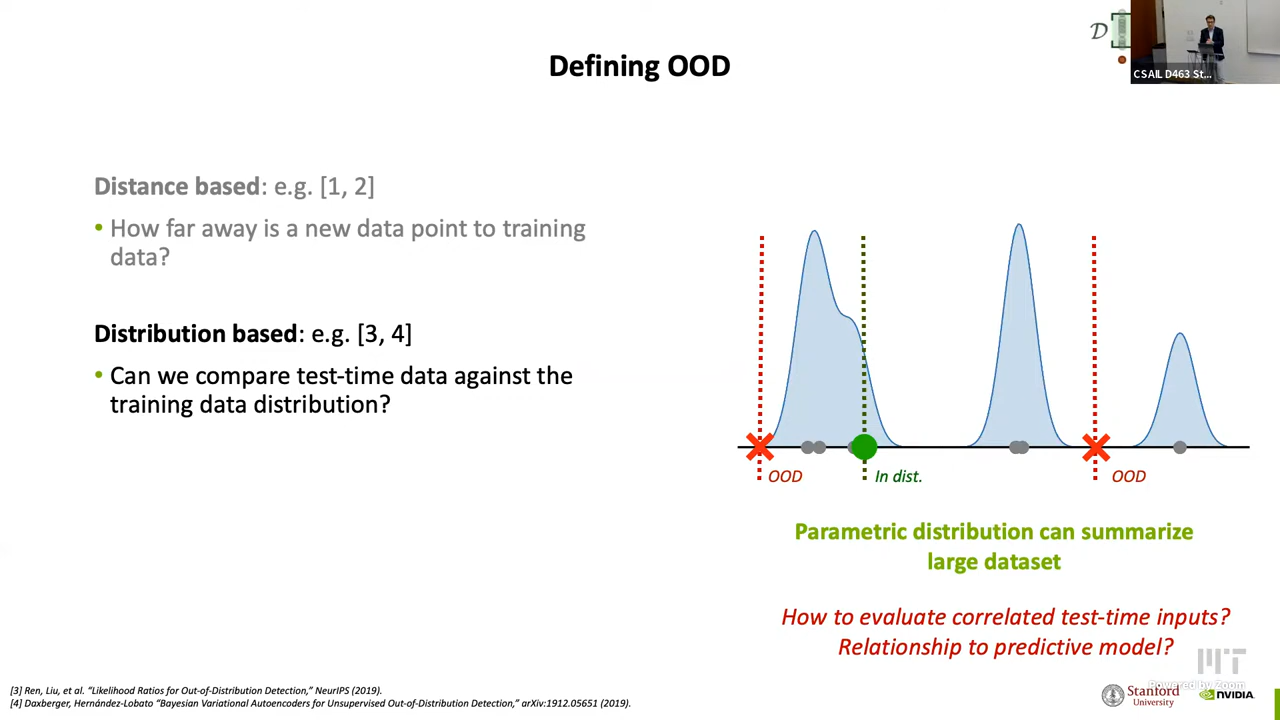 Defining OOD
𝒟
CSAIL D463 St...
Distance based: e.g. [1, 2]
• How far away is a new data point to training
data?
Distribution based: e.g. [3, 4]
• Can we compare test-time data against the
training data distribution?
OOD
In dist.
OOD
Parametric distribution can summarize
large dataset
How to evaluate correlated test-time inputs?
Relationship to predictive model?
[3] Ren, Liu, et al. “Likelihood Ratios for Out-of-Distribution Detection,” NeurIPS (2019).
[4] Daxberger, Hernández-Lobato “Bayesian Variational Autoencoders for Unsupervised Out-of-Distribution Detection,” arXiv:1912.05651 (2019).
MIT
Powered by Zoom
Stanford
University
NVIDIA.